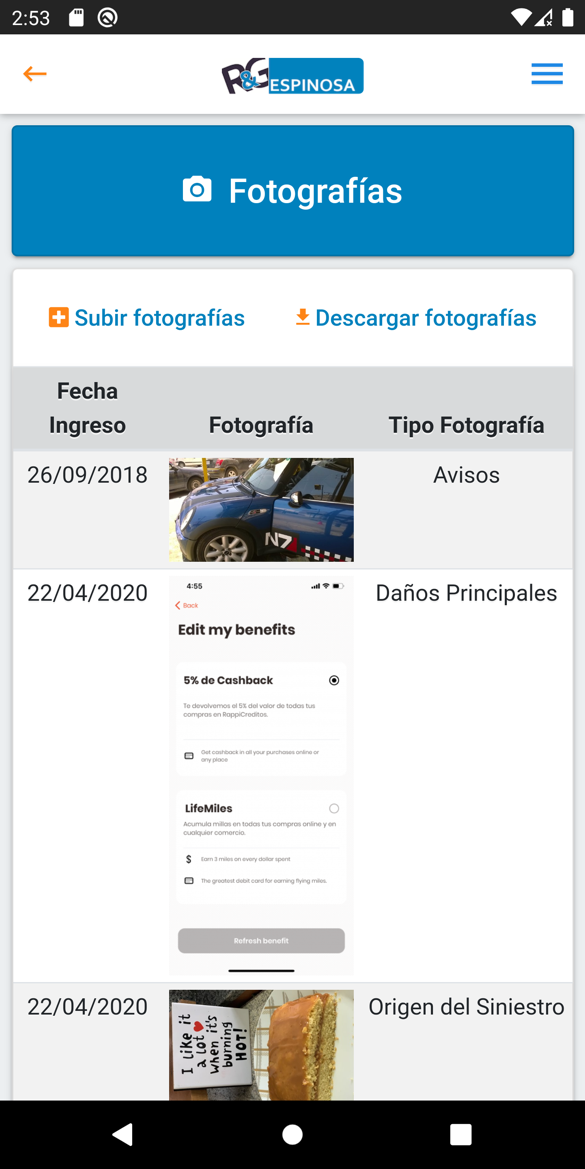 2:53
R&G ESPINOSA
Fotografías
Subir fotografías
Descargar fotografías
Fecha Ingreso
Fotografía
Tipo Fotografía
26/09/2018
N7
Avisos
22/04/2020
4:55
Back
Edit my benefits
5% de Cashback
Te devolvemos el 5% del valor de todas tus
compras en RappiCreditos.
Get cashback in all your purchases online or
any place
LifeMiles
Acumula millas en todas tus compras online y en
cualquier comercio.
$ Earn 3 miles on every dollar spent
The greatest debit card for earning flying miles.
Refresh benefit
Daños Principales
22/04/2020
I like it
a lot
when it's
burning
HOT!
Origen del Siniestro